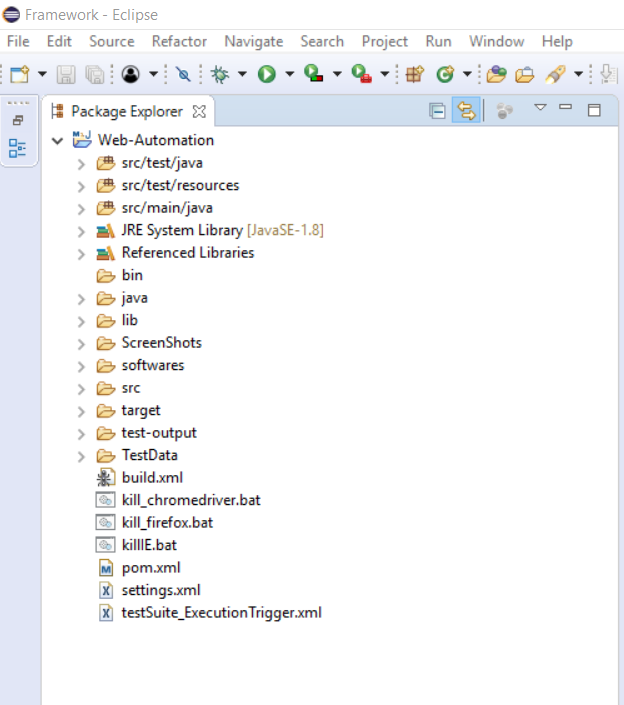 Framework - Eclipse
File Edit Source Refactor Navigate Search Project Run Window Help
Package Explorer
Web-Automation
src/test/java
src/test/resources
src/main/java
JRE System Library [JavaSE-1.8]
Referenced Libraries
bin
java
lib
ScreenShots
softwares
src
target
test-output
TestData
build.xml
kill_chromedriver.bat
kill_firefox.bat
killIE.bat
pom.xml
settings.xml
testSuite_ExecutionTrigger.xml